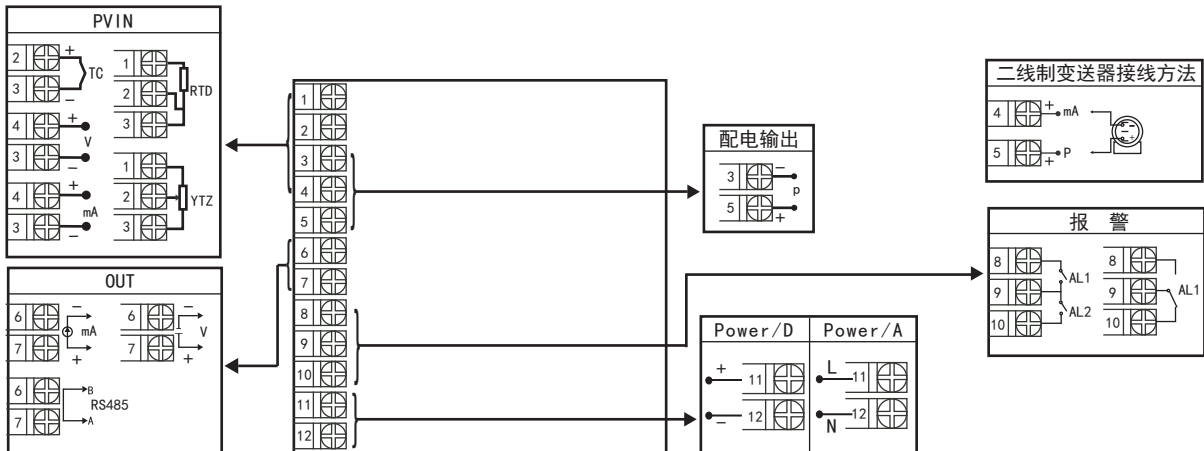 PVIN
2 + TC
3 −
1
2 RTD
3
4 + V
3 −
4 + mA
3 −
1
2 YTZ
3
OUT
6 − mA
7 +
6 − V
7 +
6 B
RS485
7 A
1
2
3
4
5
6
7
8
9
10
11
12
配电输出
3 − p
5 +
Power/D
+ 11
− 12
Power/A
L 11
N 12
二线制变送器接线方法
4 + mA
5 + P
− +
报 警
8
AL1
9
AL2
10
8
9 AL1
10